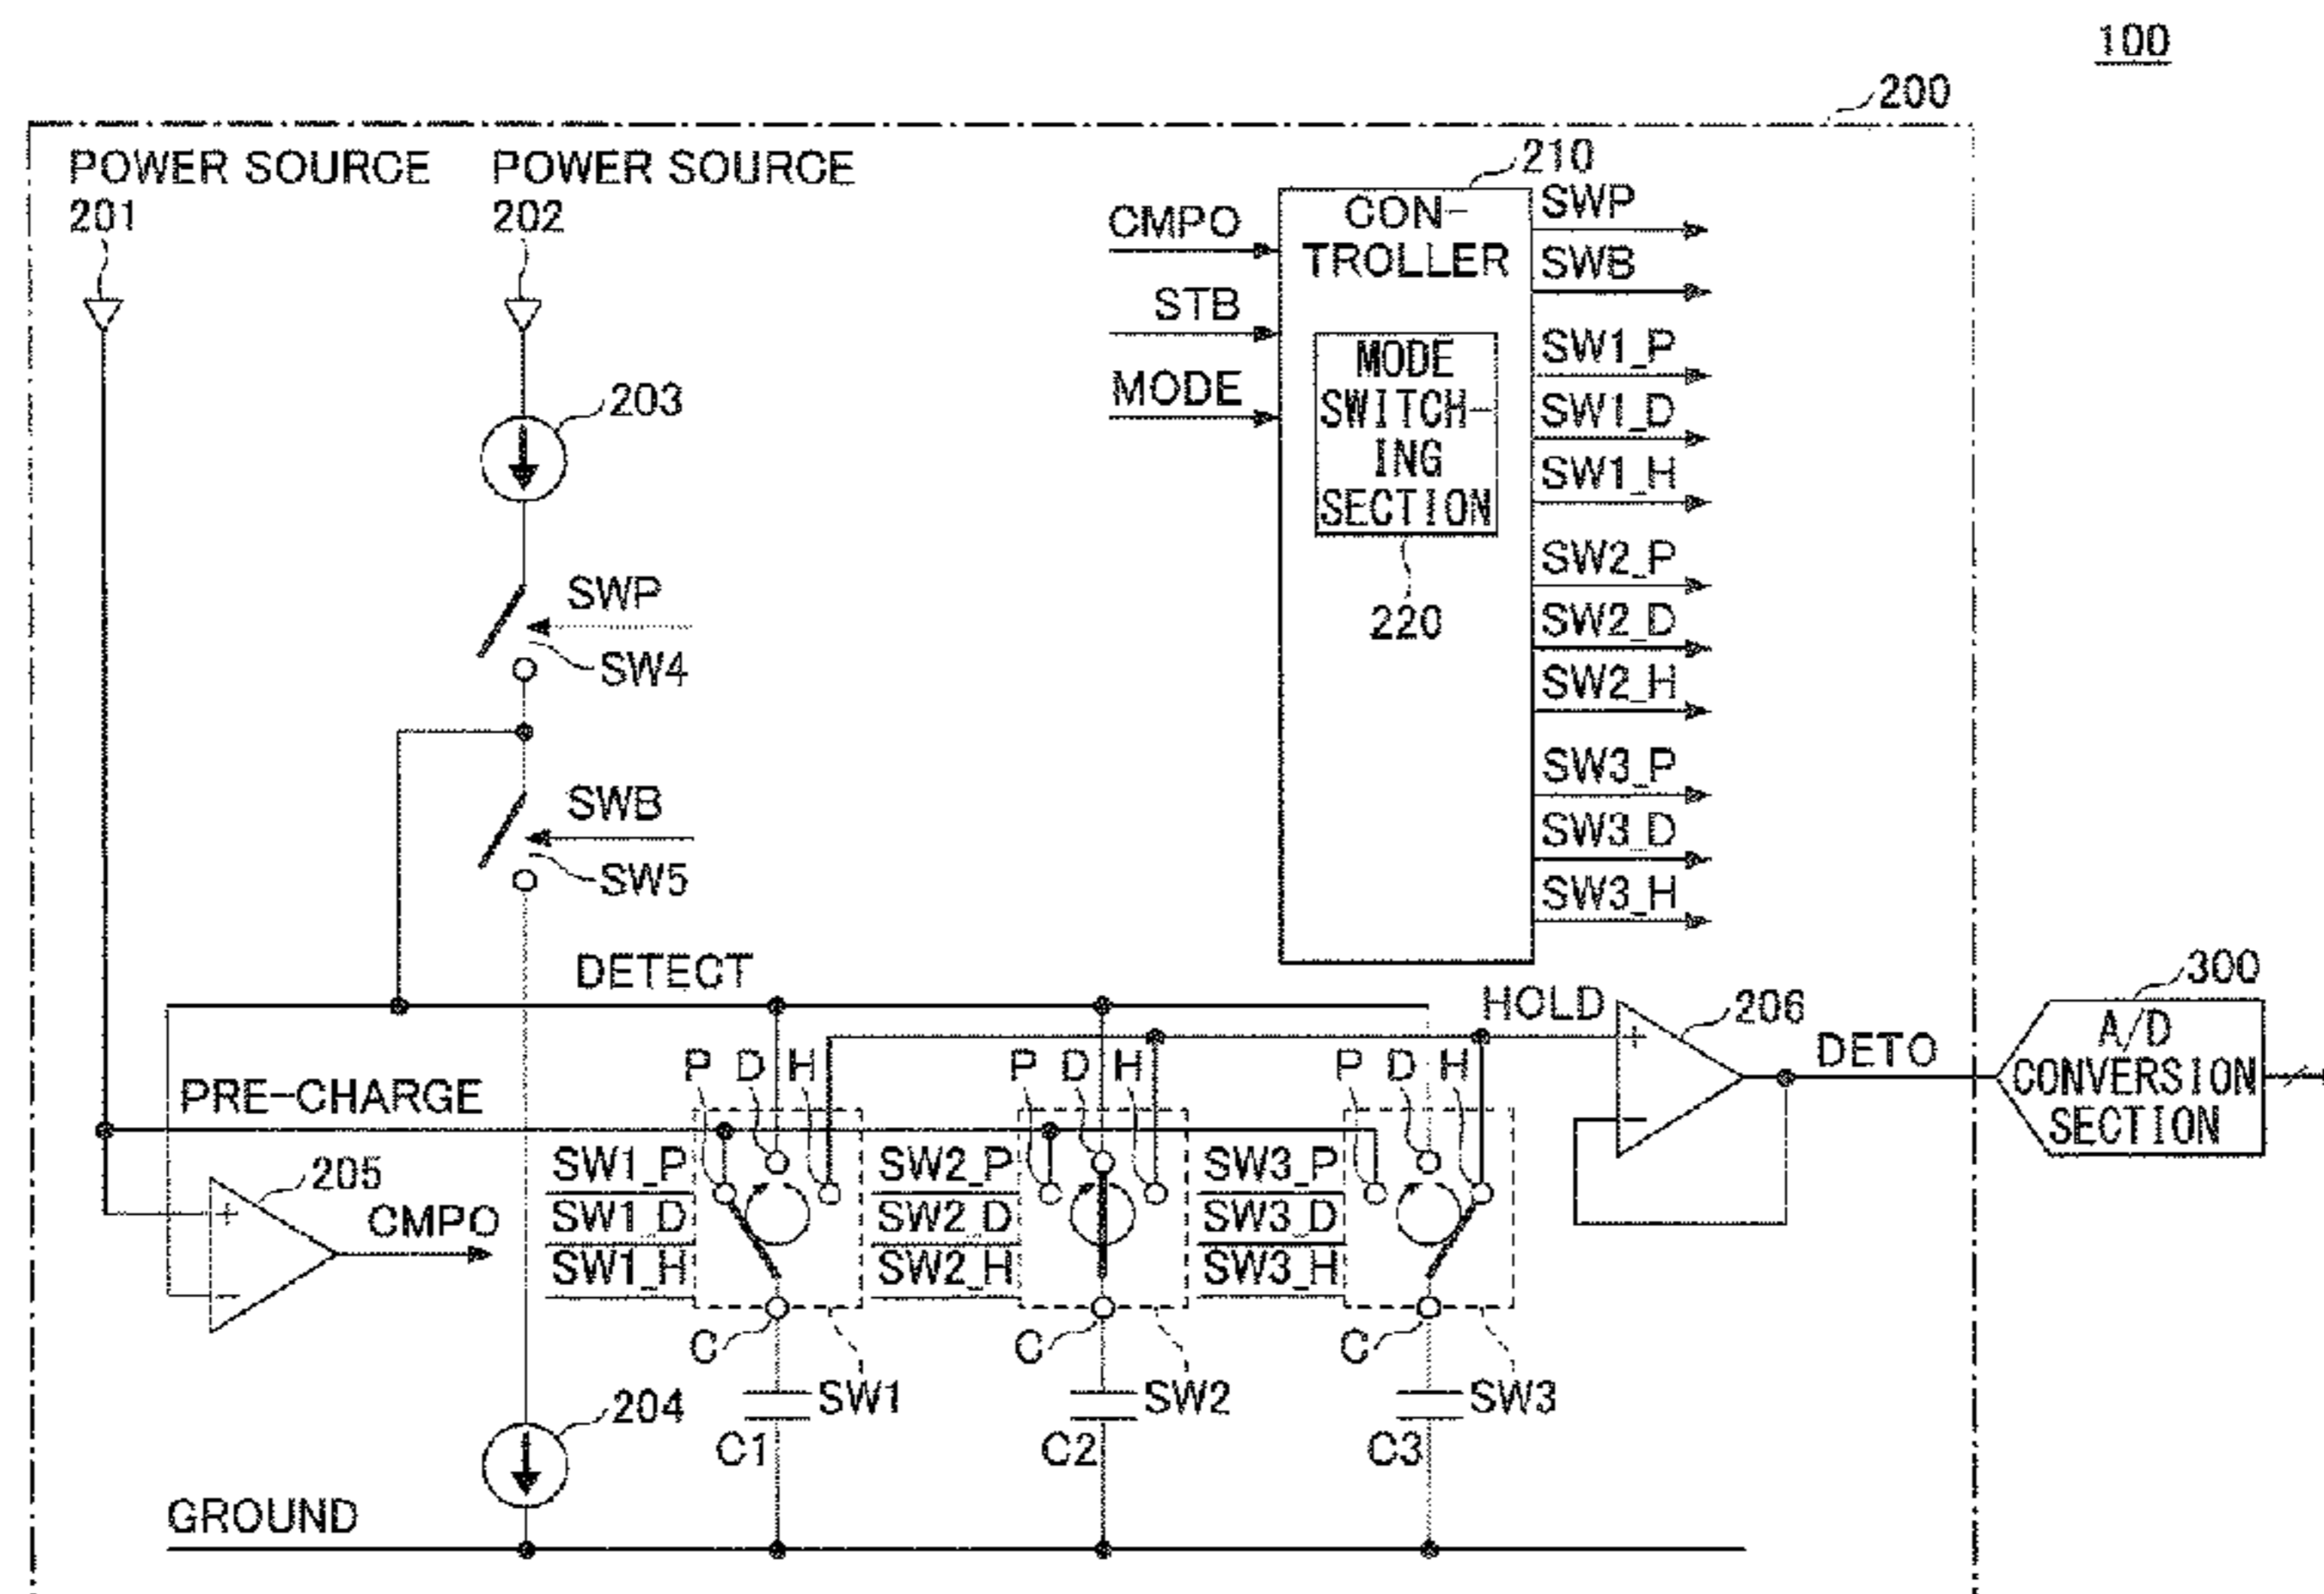 100
200
POWER SOURCE
201
POWER SOURCE
202
210
CON-
TROLLER
MODE
SWITCH-
ING
SECTION
220
CMPO
STB
MODE
SWP
SWB
SW1_P
SW1_D
SW1_H
SW2_P
SW2_D
SW2_H
SW3_P
SW3_D
SW3_H
203
SWP
SW4
SWB
SW5
DETECT
HOLD
206
DETO
300
A/D
CONVERSION
SECTION
+
−
PRE-CHARGE
P D H
P D H
P D H
205
+
−
CMPO
SW1_P
SW1_D
SW1_H
SW2_P
SW2_D
SW2_H
SW3_P
SW3_D
SW3_H
C
C
C
SW1
SW2
SW3
204
C1
C2
C3
GROUND